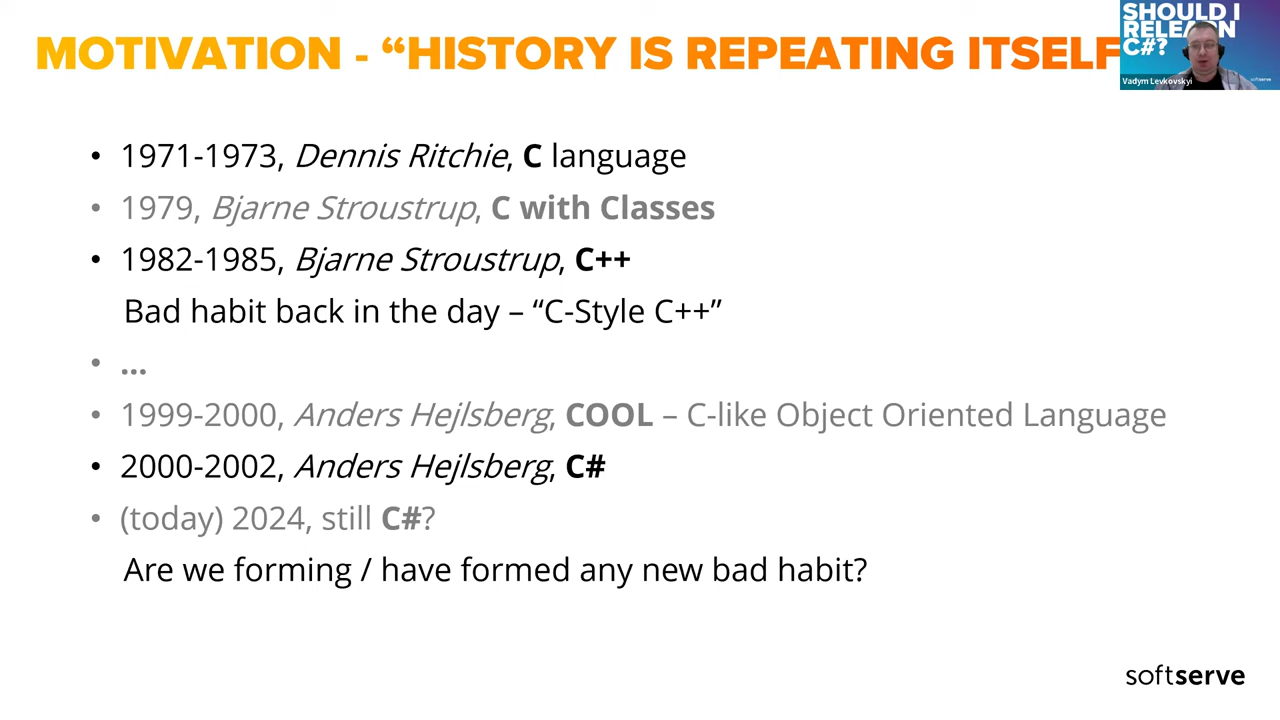 MOTIVATION - “HISTORY IS REPEATING ITSELF
SHOULD I
RELEARN
C#?
Vadym Levkovskyi
softserve
• 1971-1973, Dennis Ritchie, C language
• 1979, Bjarne Stroustrup, C with Classes
• 1982-1985, Bjarne Stroustrup, C++
Bad habit back in the day – “C-Style C++”
• ...
• 1999-2000, Anders Hejlsberg, COOL – C-like Object Oriented Language
• 2000-2002, Anders Hejlsberg, C#
• (today) 2024, still C#?
Are we forming / have formed any new bad habit?
softserve